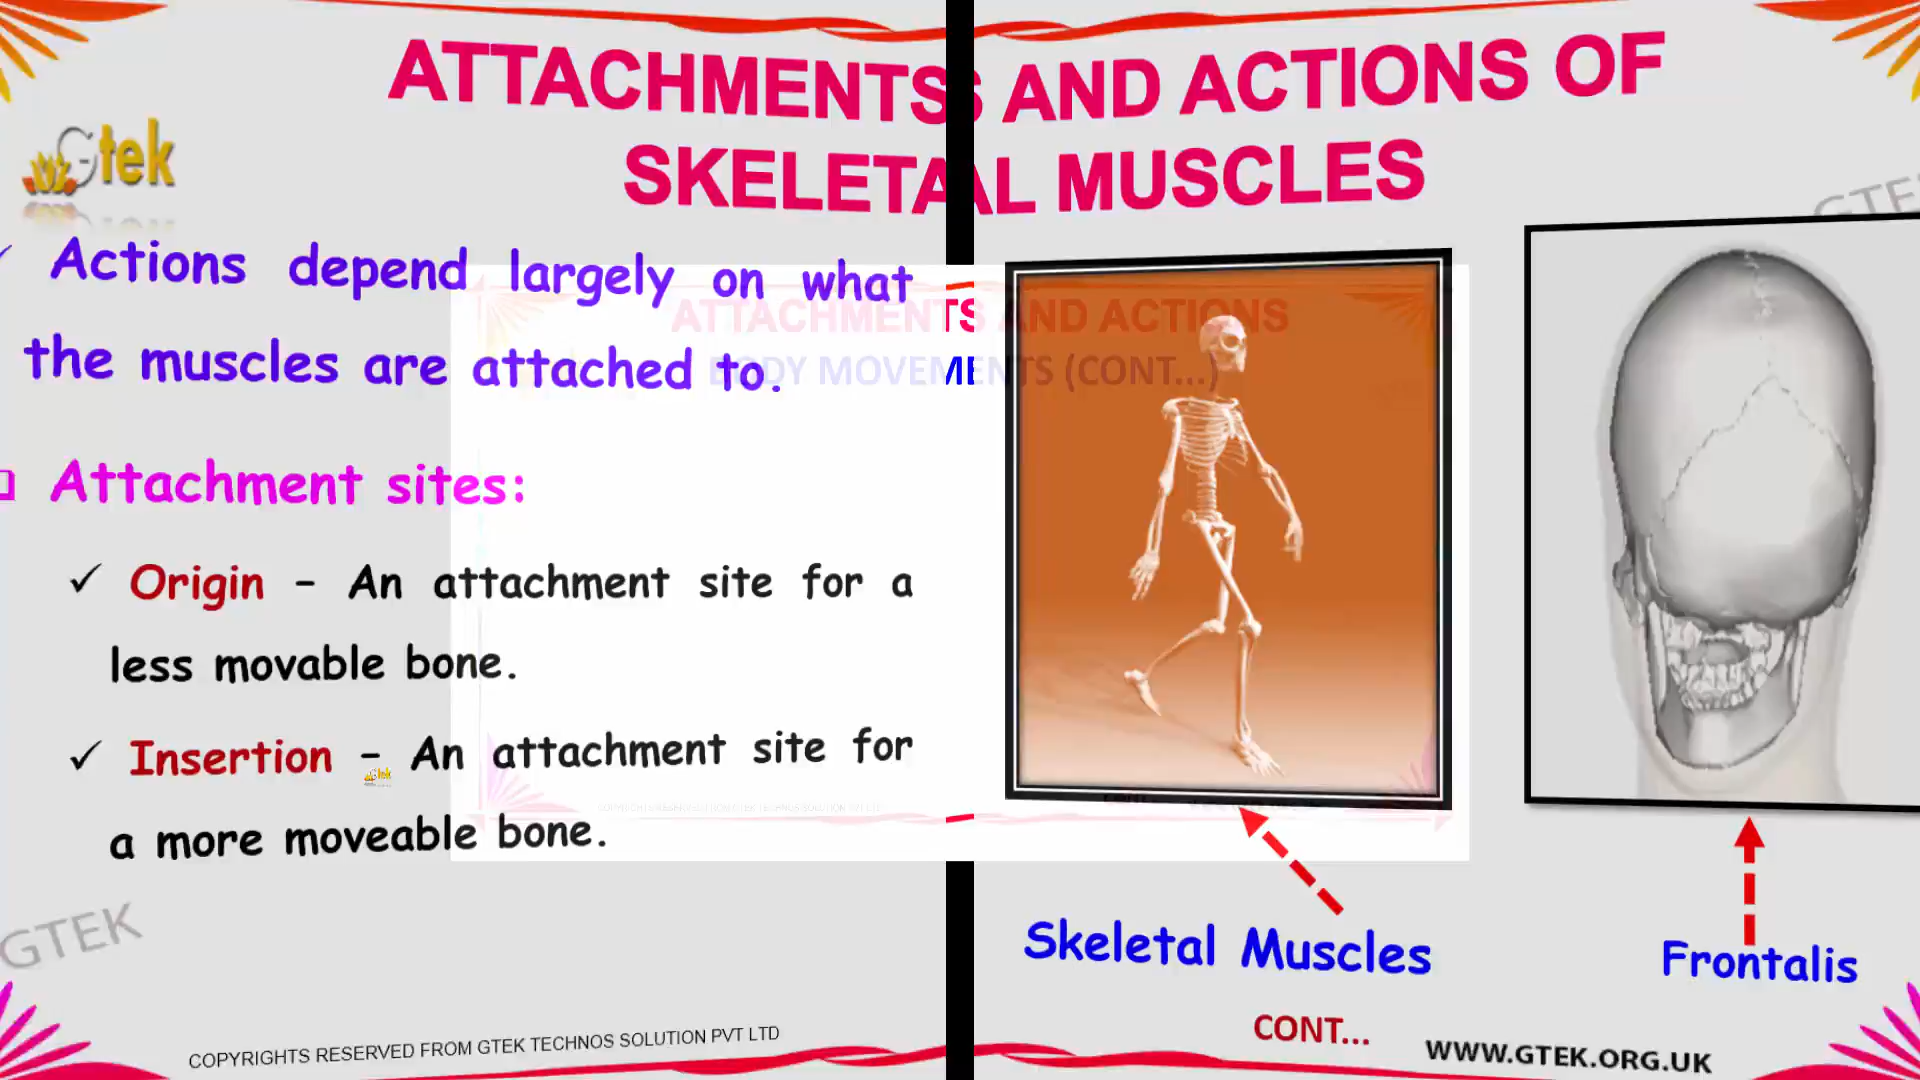 ATTACHMENTS AND ACTIONS OF
SKELETAL MUSCLES
Gtek
GTEK
✓ Actions depend largely on what
the muscles are attached to.
ATTACHMENTS AND ACTIONS
BODY MOVEMENTS (CONT...)
❑ Attachment sites:
✓ Origin – An attachment site for a
less movable bone.
✓ Insertion – An attachment site for
a more moveable bone.
Gtek
GTEK
Skeletal Muscles
Frontalis
CONT...
COPYRIGHTS RESERVED FROM GTEK TECHNOS SOLUTION PVT LTD
WWW.GTEK.ORG.UK